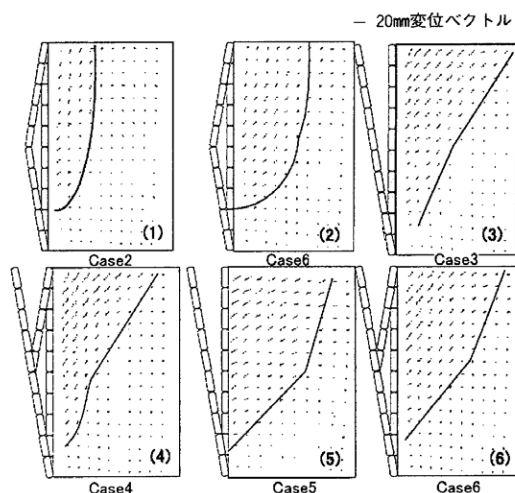 — 20mm変位ベクトル
(1)
(2)
(3)
Case2
Case6
Case3
(4)
(5)
(6)
Case4
Case5
Case6